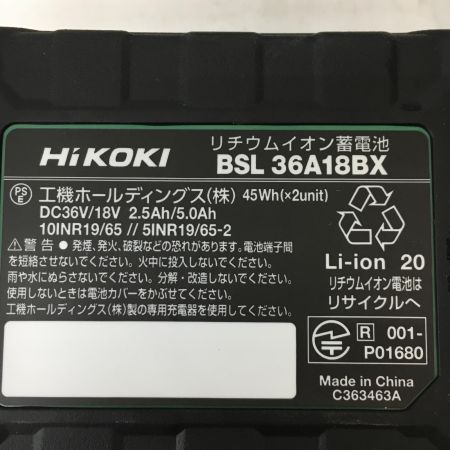 HiKOKI
リチウムイオン蓄電池
BSL 36A18BX
PS
E
工機ホールディングス(株) 45Wh(×2unit)
DC36V/18V 2.5Ah/5.0Ah
10INR19/65 // 5INR19/65-2
⚠警告 ● 発煙、発火、破裂などの恐れがあります。電池端子間
を短絡させないでください。火中に投入しないでください。
雨や水にぬらさないでください。分解・改造しないでください。
使用しないときは電池カバーをかぶせてください。
工機ホールディングス(株)製の専用充電器を使用してください。
Li-ion 20
リチウムイオン電池は
リサイクルへ
R 001-
P01680
Made in China
C363463A